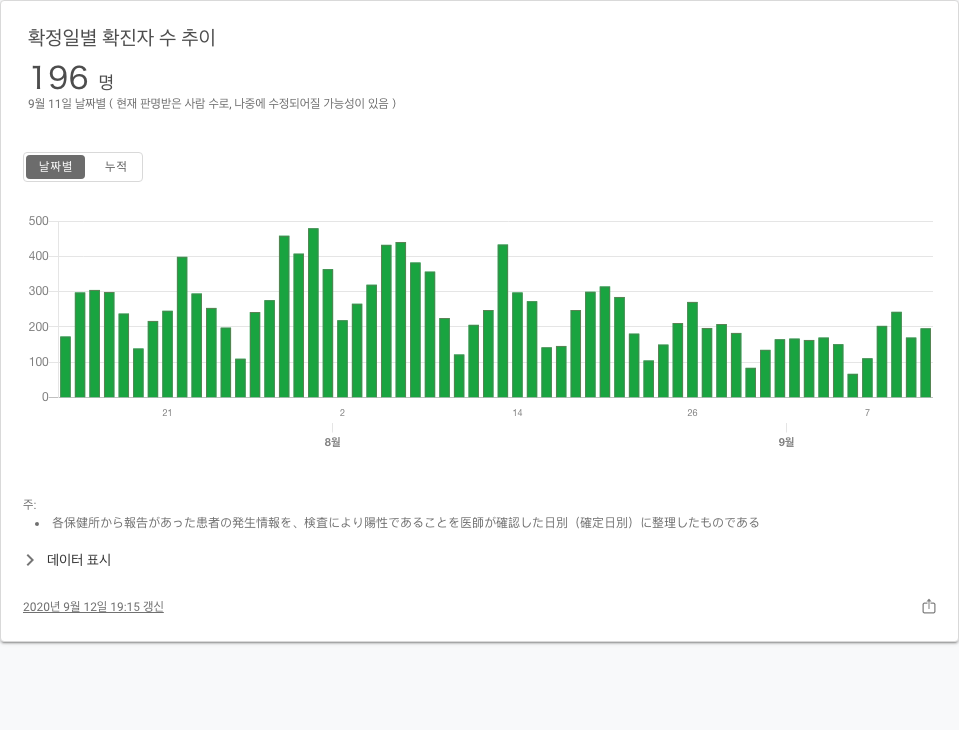 확정일별 확진자 수 추이
196 명
9월 11일 날짜별 ( 현재 판명받은 사람 수로, 나중에 수정되어질 가능성이 있음 )
날짜별 누적
500
400
300
200
100
0
21 2 14 26 7
8월 9월
주:
• 各保健所から報告があった患者の発生情報を、検査により陽性であることを医師が確認した日別（確定日別）に整理したものである
데이터 표시
2020년 9월 12일 19:15 갱신